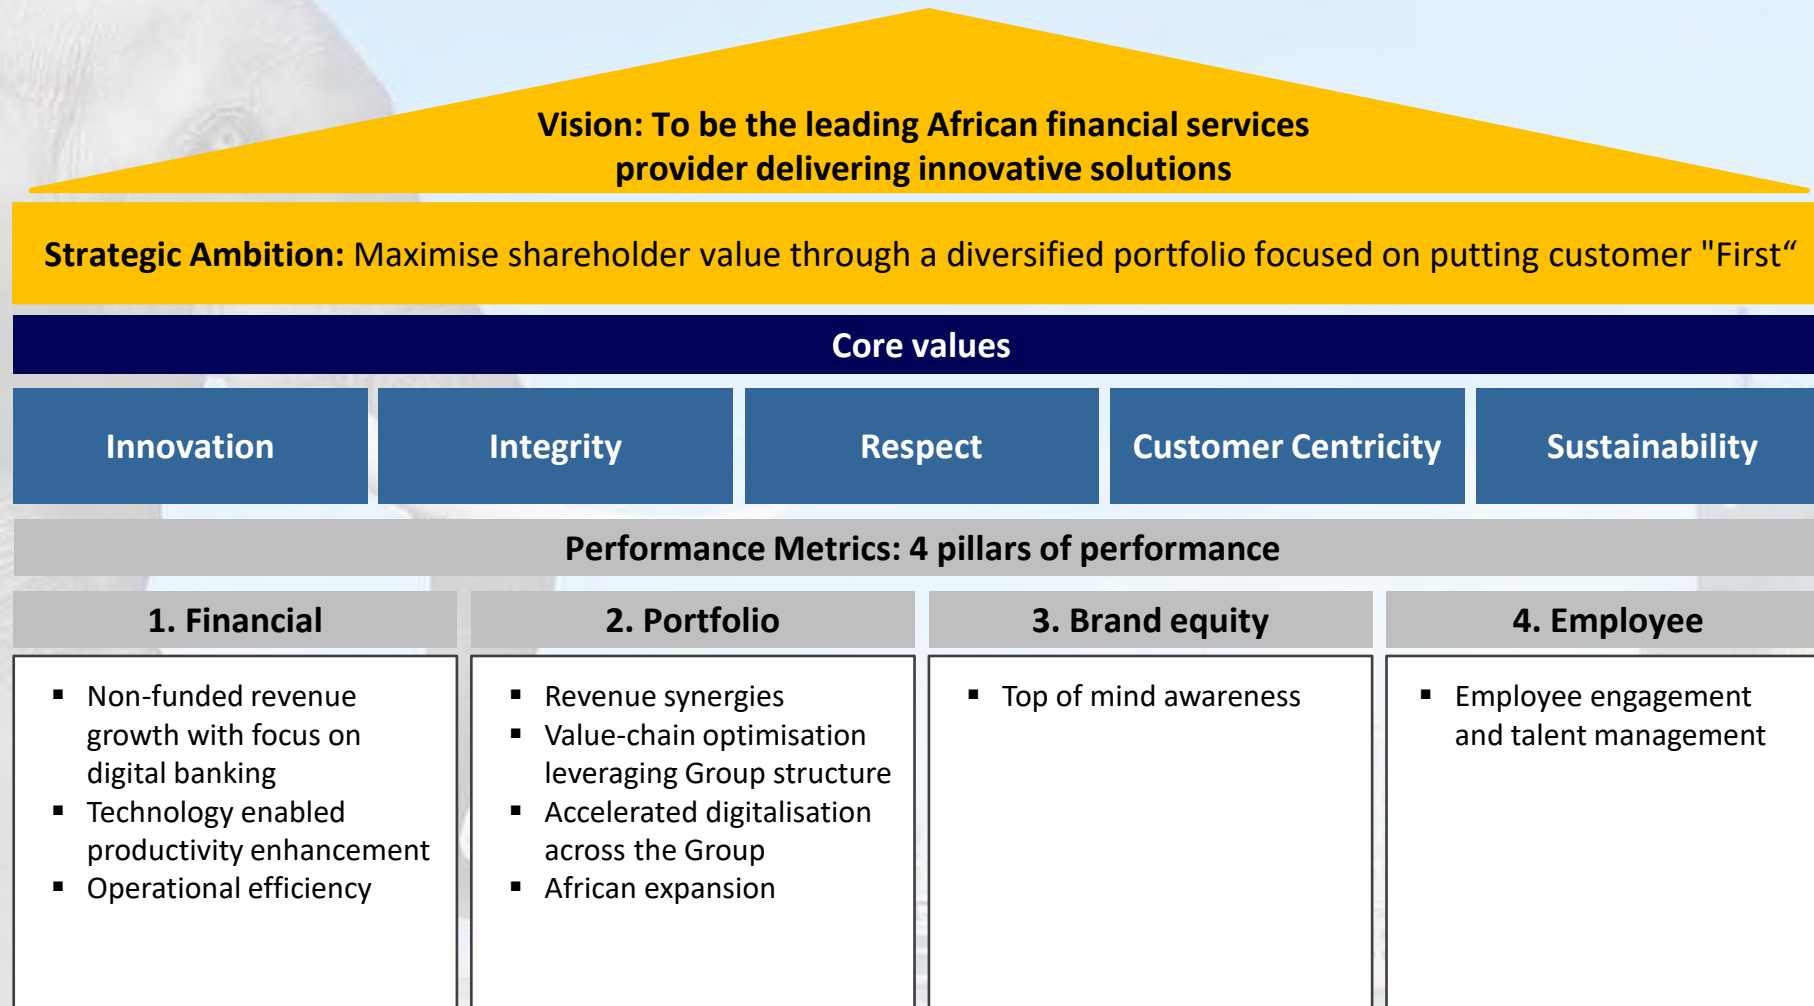 Vision: To be the leading African financial services
provider delivering innovative solutions
Strategic Ambition: Maximise shareholder value through a diversified portfolio focused on putting customer "First“
Core values
Innovation
Integrity
Respect
Customer Centricity
Sustainability
Performance Metrics: 4 pillars of performance
1. Financial
▪ Non-funded revenue
growth with focus on
digital banking
▪ Technology enabled
productivity enhancement
▪ Operational efficiency
2. Portfolio
▪ Revenue synergies
▪ Value-chain optimisation
leveraging Group structure
▪ Accelerated digitalisation
across the Group
▪ African expansion
3. Brand equity
▪ Top of mind awareness
4. Employee
▪ Employee engagement
and talent management